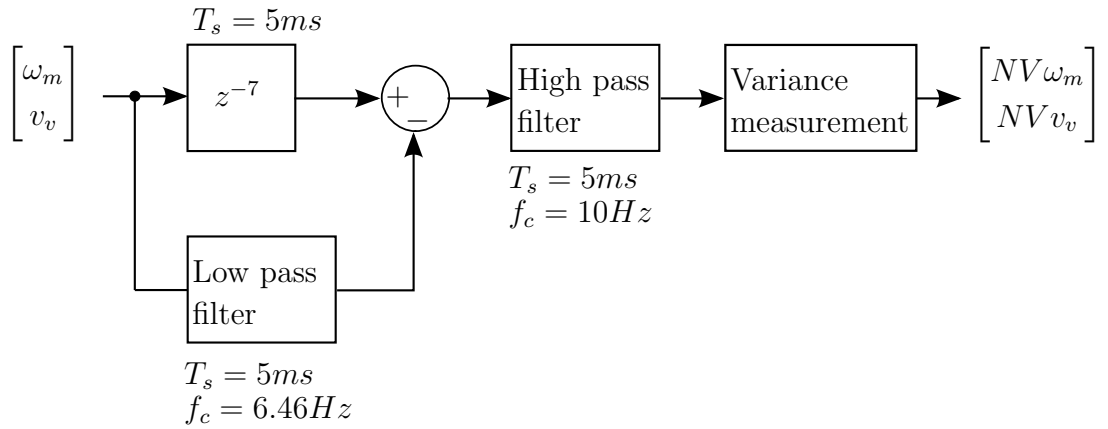 T_s = 5ms
[ω_m
v_v]
z^{-7}
+
−
High pass
filter
Variance
measurement
[NVω_m
NVv_v]
T_s = 5ms
f_c = 10Hz
Low pass
filter
T_s = 5ms
f_c = 6.46Hz